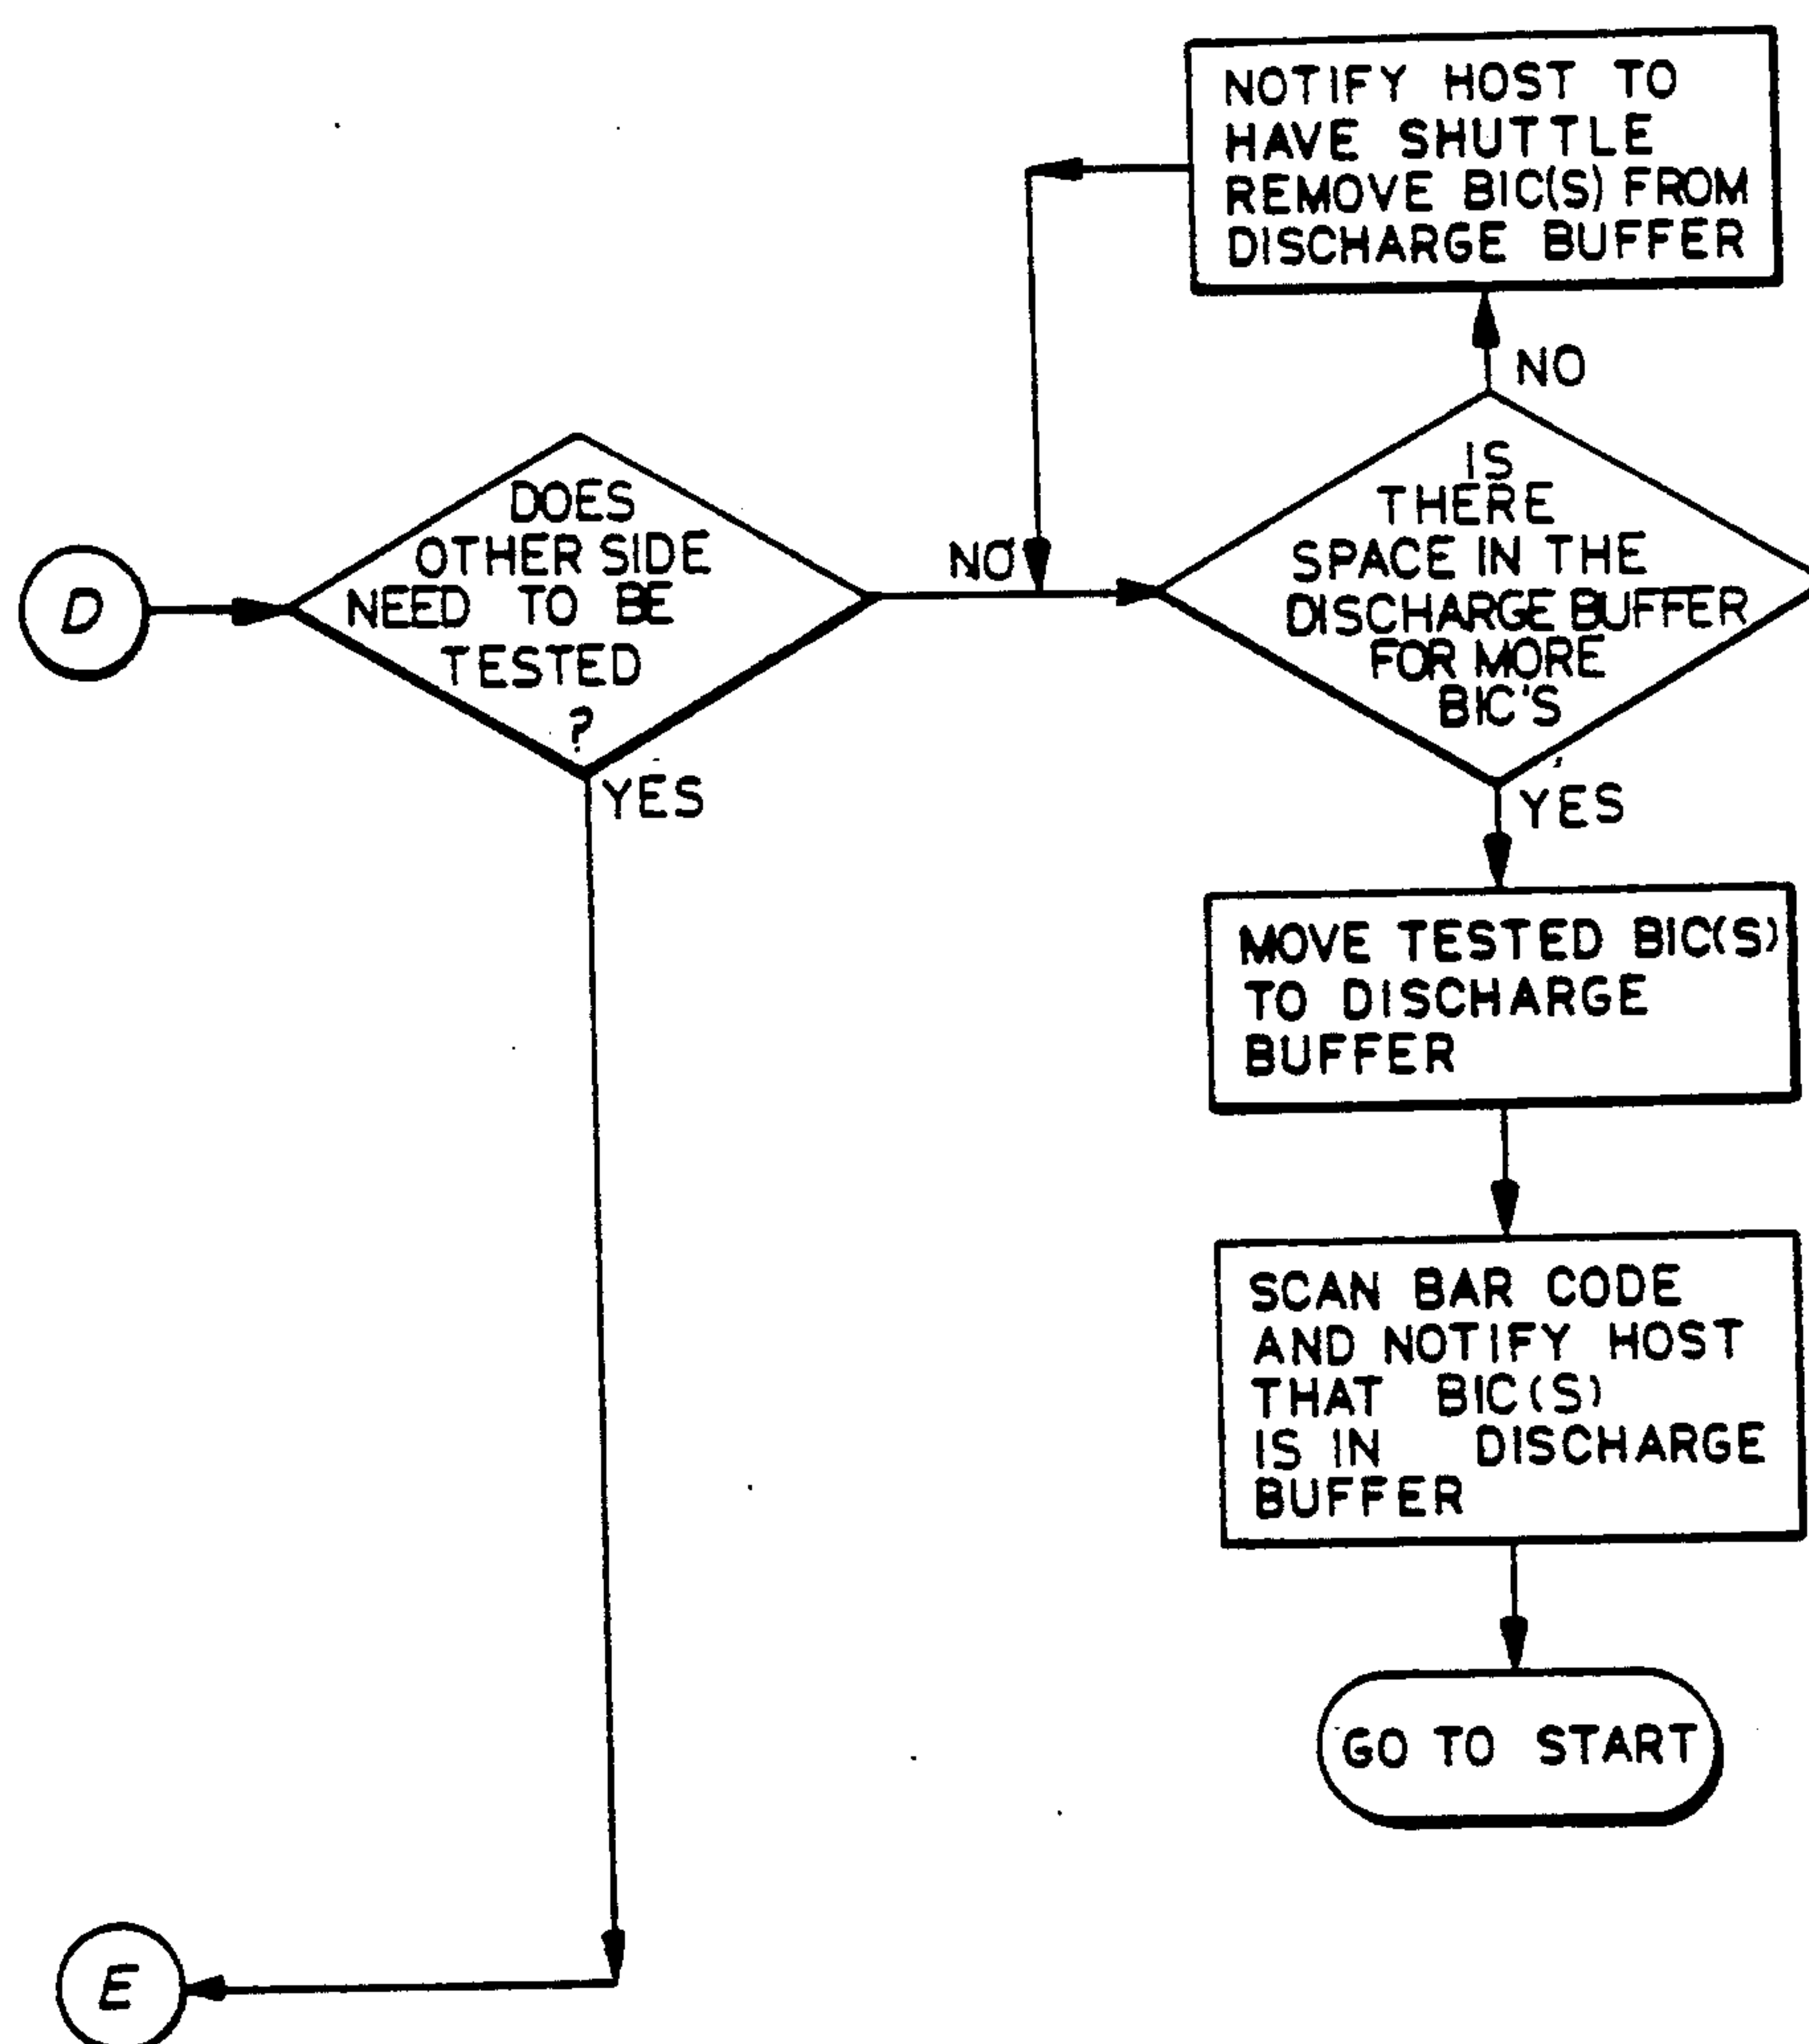 NOTIFY HOST TO
HAVE SHUTTLE
REMOVE BIC(S) FROM
DISCHARGE BUFFER
NO
D
DOES
OTHER SIDE
NEED TO BE
TESTED
?
NO
YES
IS
THERE
SPACE IN THE
DISCHARGE BUFFER
FOR MORE
BIC'S
YES
MOVE TESTED BIC(S)
TO DISCHARGE
BUFFER
SCAN BAR CODE
AND NOTIFY HOST
THAT BIC(S)
IS IN DISCHARGE
BUFFER
GO TO START
E